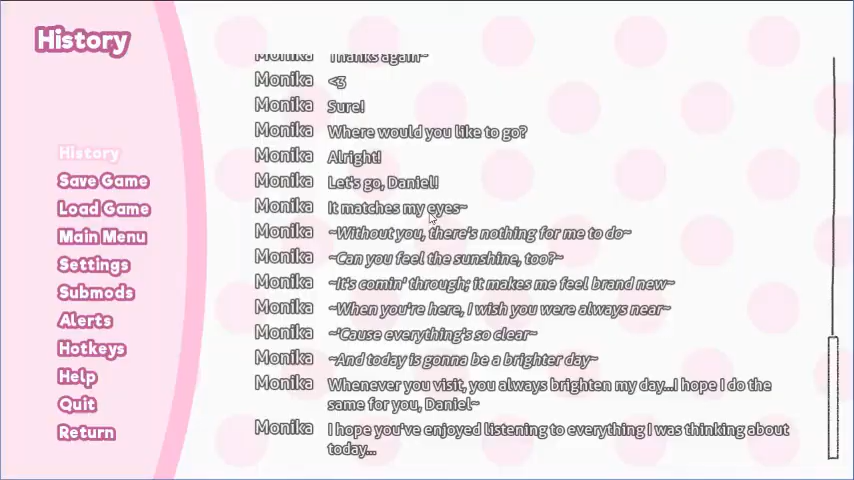 History
History
Save Game
Load Game
Main Menu
Settings
Submods
Alerts
Hotkeys
Help
Quit
Return
Monika Thanks again~
Monika <3
Monika Sure!
Monika Where would you like to go?
Monika Alright!
Monika Let's go, Daniel!
Monika It matches my eyes~
Monika ~Without you, there's nothing for me to do~
Monika ~Can you feel the sunshine, too?~
Monika ~It's comin' through; it makes me feel brand new~
Monika ~When you're here, I wish you were always near~
Monika ~'Cause everything's so clear~
Monika ~And today is gonna be a brighter day~
Monika Whenever you visit, you always brighten my day...I hope I do the
same for you, Daniel~
Monika I hope you've enjoyed listening to everything I was thinking about
today...